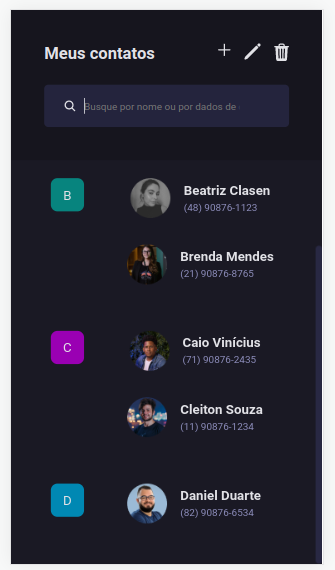 Meus contatos
Busque por nome ou por dados de
B
Beatriz Clasen
(48) 90876-1123
Brenda Mendes
(21) 90876-8765
C
Caio Vinícius
(71) 90876-2435
Cleiton Souza
(11) 90876-1234
D
Daniel Duarte
(82) 90876-6534